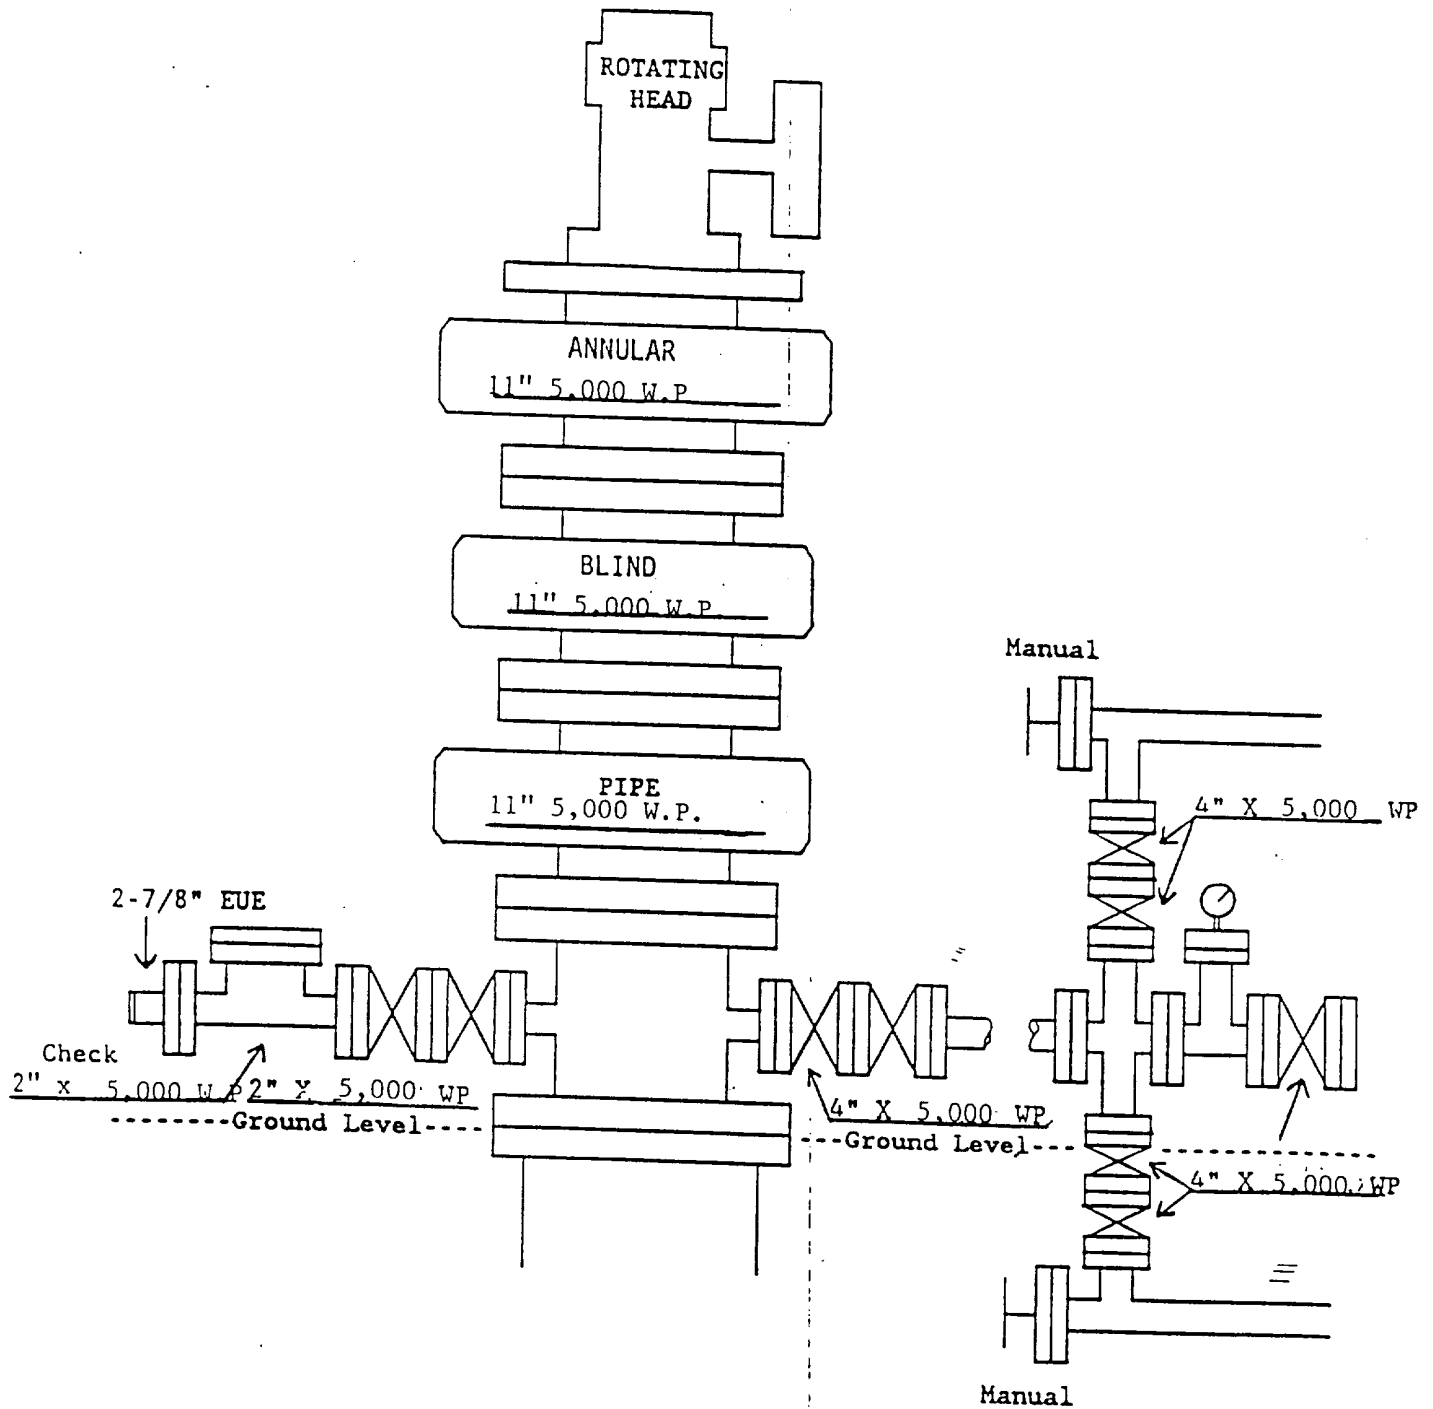 ROTATING
HEAD
ANNULAR
11" 5,000 W.P
BLIND
11" 5,000 W.P.
PIPE
11" 5,000 W.P.
Manual
4" X 5,000 WP
2-7/8" EUE
Check
2" x 5,000 W.P
2" X 5,000 WP
--------Ground Level----
4" X 5,000 WP
---Ground Level---
4" X 5,000 WP
Manual